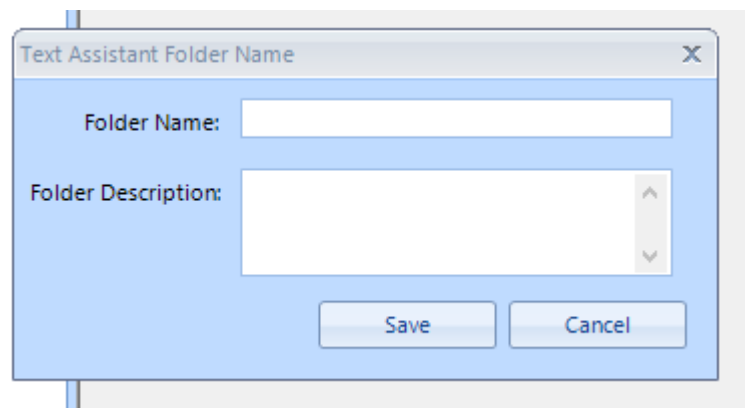 Text Assistant Folder Name
Folder Name:
Folder Description:
Save
Cancel